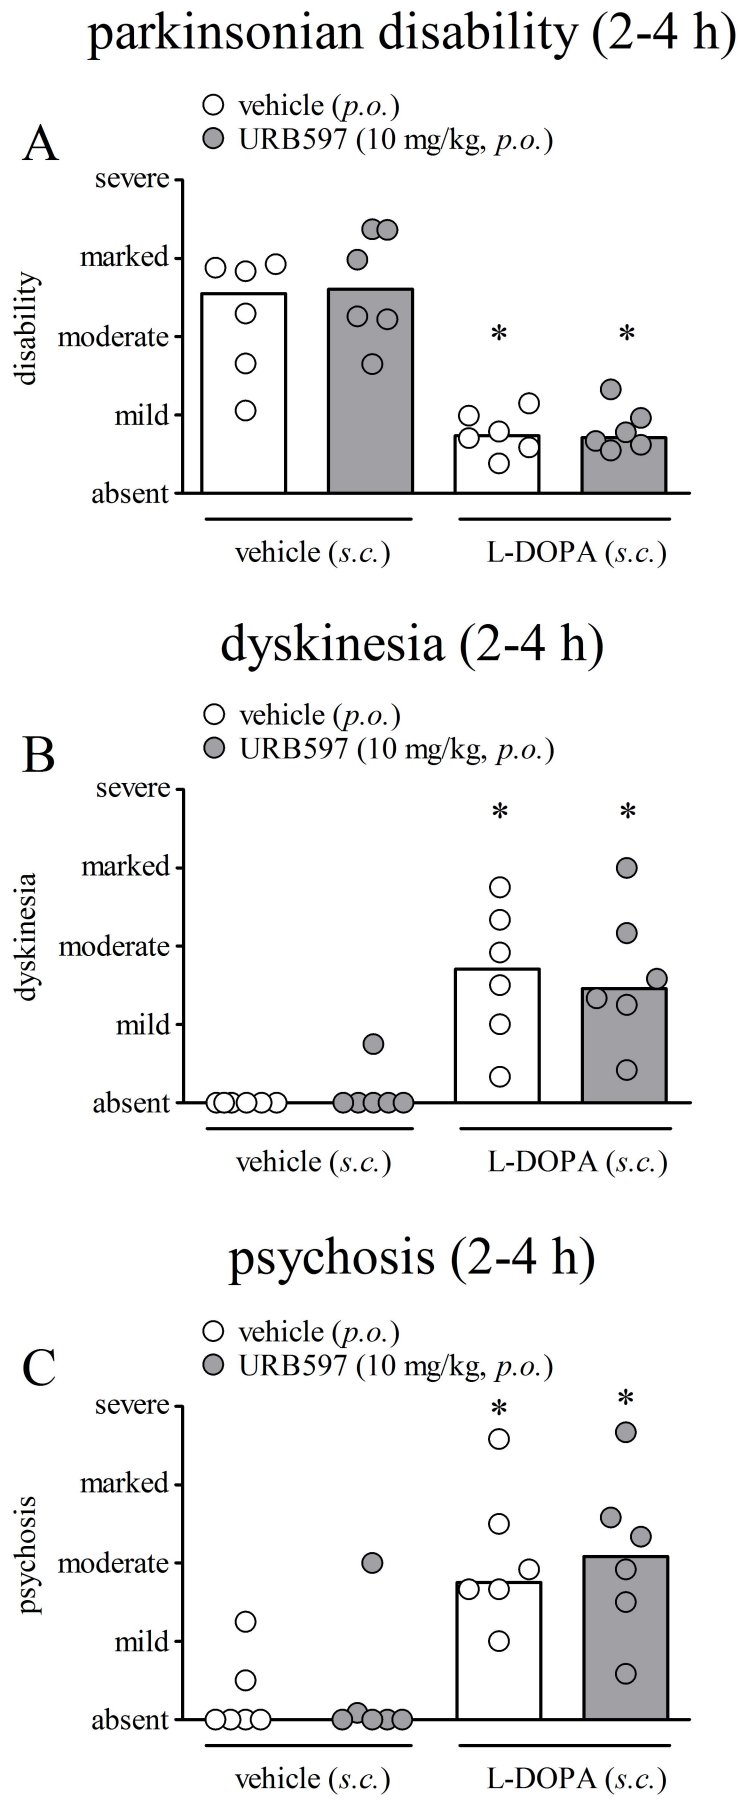 parkinsonian disability (2-4 h)
vehicle (p.o.)
URB597 (10 mg/kg, p.o.)
A
severe
marked
moderate
mild
absent
disability
* *
vehicle (s.c.) L-DOPA (s.c.)
dyskinesia (2-4 h)
vehicle (p.o.)
URB597 (10 mg/kg, p.o.)
B
severe
marked
moderate
mild
absent
dyskinesia
* *
vehicle (s.c.) L-DOPA (s.c.)
psychosis (2-4 h)
vehicle (p.o.)
URB597 (10 mg/kg, p.o.)
C
severe
marked
moderate
mild
absent
psychosis
* *
vehicle (s.c.) L-DOPA (s.c.)